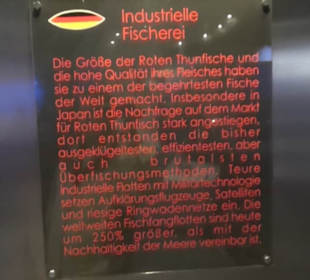 Industrielle
Fischerei
Die Größe der Roten Thunfische und
die hohe Qualität ihres Fleisches haben
sie zu einem der begehrtesten Fische
der Welt gemacht. Insbesondere in
Japan ist die Nachfrage auf dem Markt
für Roten Thunfisch stark angestiegen,
dort entstanden die bisher
ausgeklügeltesten, effizientesten, aber
auch brutalsten
Überfischungsmethoden. Teure
Industrielle Flotten mit Militärtechnologie
setzen Aufklärungsflugzeuge, Satelliten
und riesige Ringwadennetze ein. Die
weltweiten Fischfangflotten sind heute
um 250% größer, als mit der
Nachhaltigkeit der Meere vereinbar ist.